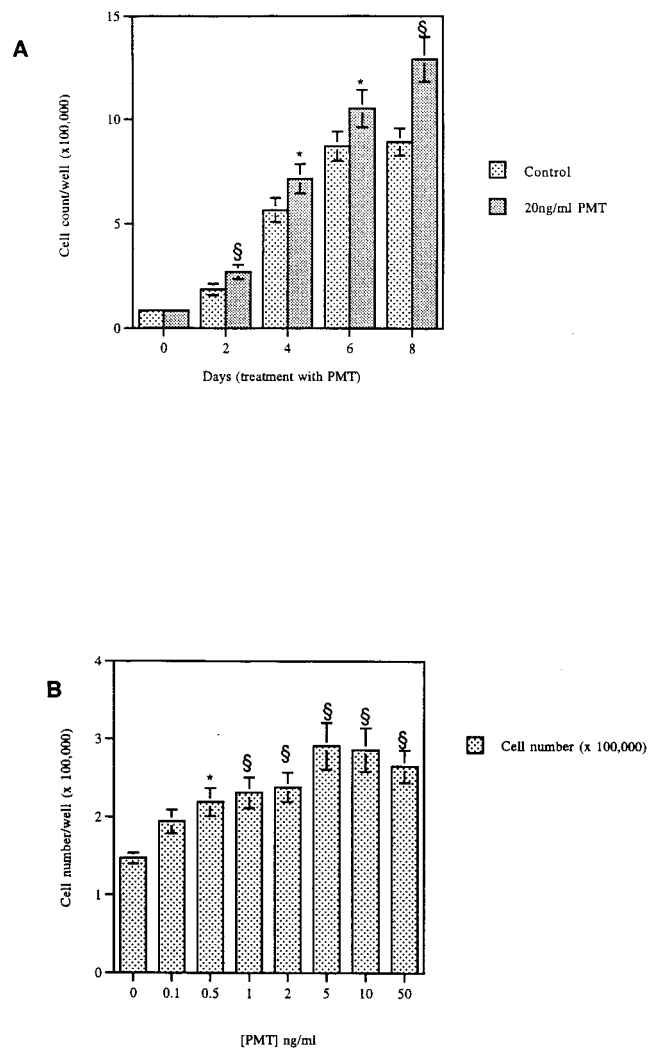 A
Cell count/well (x100,000)
15
10
5
0
§
*
*
§
0 2 4 6 8
Days (treatment with PMT)
Control
20ng/ml PMT
B
Cell number/well (x 100,000)
4
3
2
1
0
* § § § § §
0 0.1 0.5 1 2 5 10 50
[PMT] ng/ml
Cell number (x 100,000)